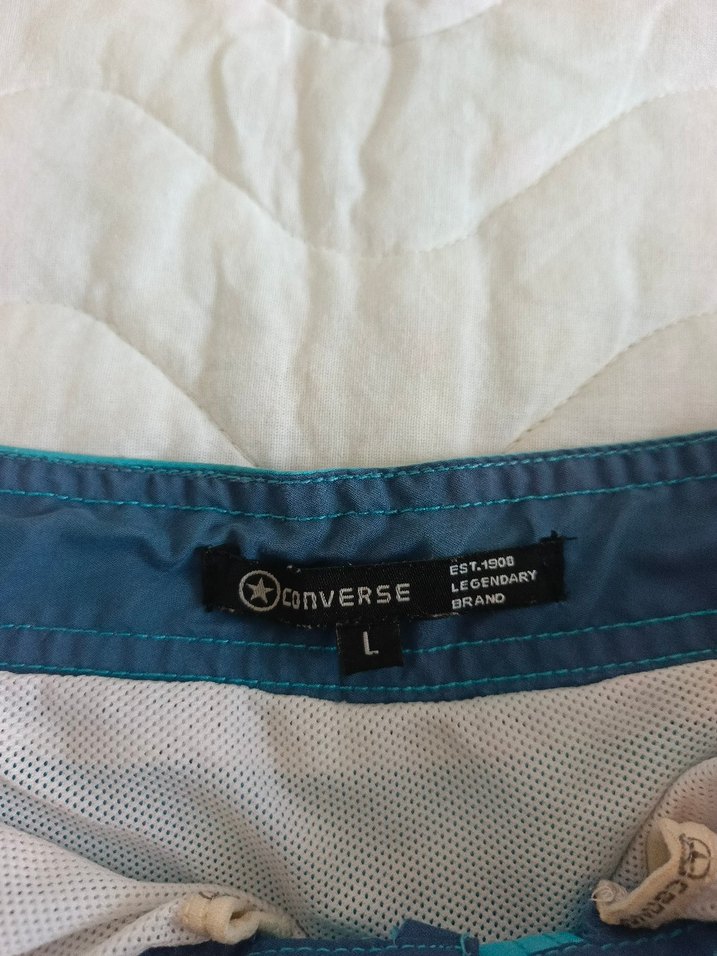 CONVERSE
EST.1908
LEGENDARY
BRAND
L